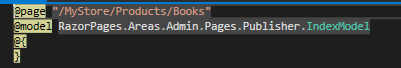 @page "/MyStore/Products/Books"
@model RazorPages.Areas.Admin.Pages.Publisher.IndexModel
@{
}